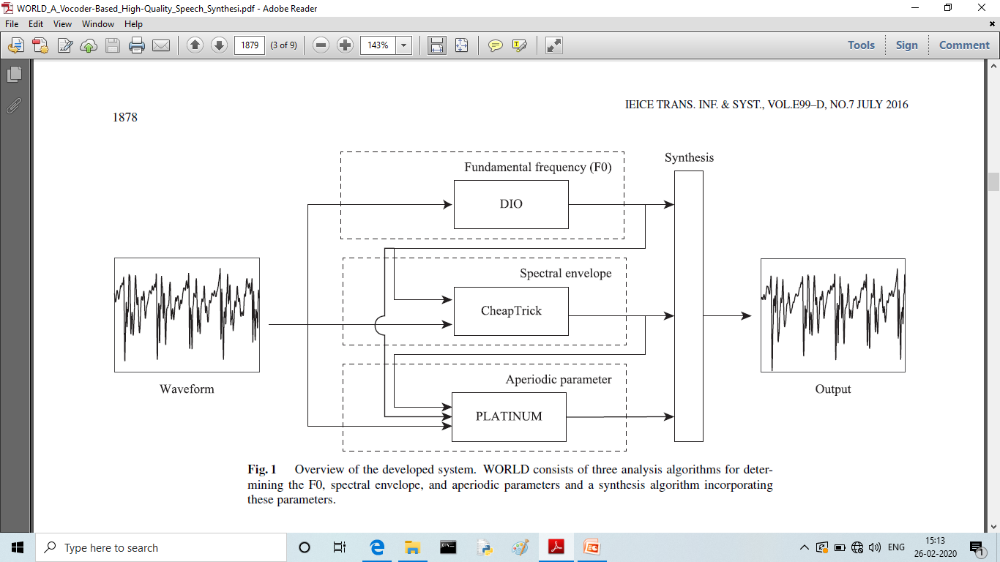 WORLD_A_Vocoder-Based_High-Quality_Speech_Synthesi.pdf - Adobe Reader
File Edit View Window Help
1879 (3 of 9) 143% Tools Sign Comment
IEICE TRANS. INF. & SYST., VOL.E99–D, NO.7 JULY 2016
1878
Synthesis
Fundamental frequency (F0)
DIO
Spectral envelope
CheapTrick
Aperiodic parameter
PLATINUM
Waveform
Output
Fig. 1 Overview of the developed system. WORLD consists of three analysis algorithms for deter-
mining the F0, spectral envelope, and aperiodic parameters and a synthesis algorithm incorporating
these parameters.
Type here to search
ENG
15:13
26-02-2020
1